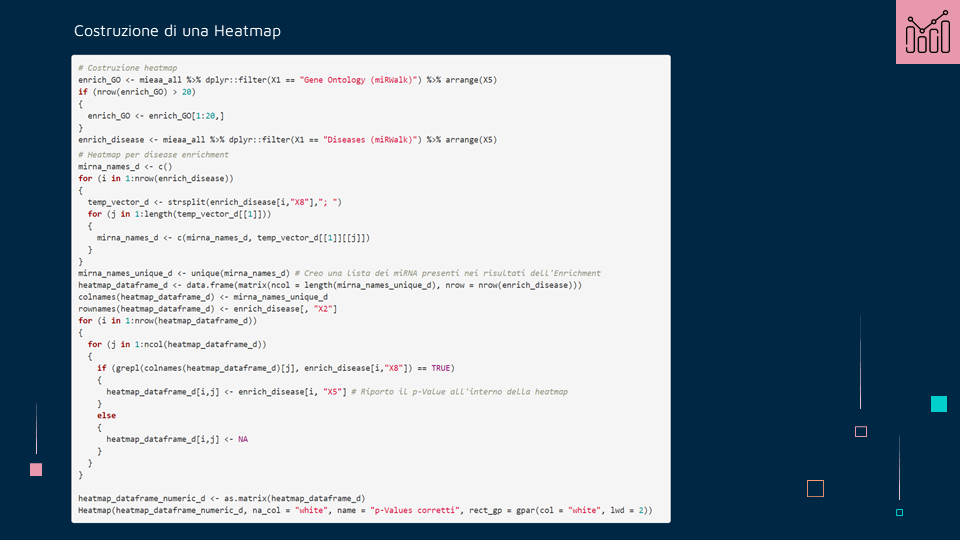 Costruzione di una Heatmap
# Costruzione heatmap
enrich_GO <- mieaa_all %>% dplyr::filter(X1 == "Gene Ontology (miRWalk)") %>% arrange(X5)
if (nrow(enrich_GO) > 20)
{
  enrich_GO <- enrich_GO[1:20,]
}
enrich_disease <- mieaa_all %>% dplyr::filter(X1 == "Diseases (miRWalk)") %>% arrange(X5)
# Heatmap per disease enrichment
mirna_names_d <- c()
for (i in 1:nrow(enrich_disease))
{
  temp_vector_d <- strsplit(enrich_disease[i,"X8"],"; ")
  for (j in 1:length(temp_vector_d[[1]]))
  {
    mirna_names_d <- c(mirna_names_d, temp_vector_d[[1]][[j]])
  }
}
mirna_names_unique_d <- unique(mirna_names_d) # Creo una lista dei miRNA presenti nei risultati dell'Enrichment
heatmap_dataframe_d <- data.frame(matrix(ncol = length(mirna_names_unique_d), nrow = nrow(enrich_disease)))
colnames(heatmap_dataframe_d) <- mirna_names_unique_d
rownames(heatmap_dataframe_d) <- enrich_disease[, "X2"]
for (i in 1:nrow(heatmap_dataframe_d))
{
  for (j in 1:ncol(heatmap_dataframe_d))
  {
    if (grepl(colnames(heatmap_dataframe_d)[j], enrich_disease[i,"X8"]) == TRUE)
    {
      heatmap_dataframe_d[i,j] <- enrich_disease[i, "X5"] # Riporto il p-Value all'interno della heatmap
    }
    else
    {
      heatmap_dataframe_d[i,j] <- NA
    }
  }
}
heatmap_dataframe_numeric_d <- as.matrix(heatmap_dataframe_d)
Heatmap(heatmap_dataframe_numeric_d, na_col = "white", name = "p-Values corretti", rect_gp = gpar(col = "white", lwd = 2))